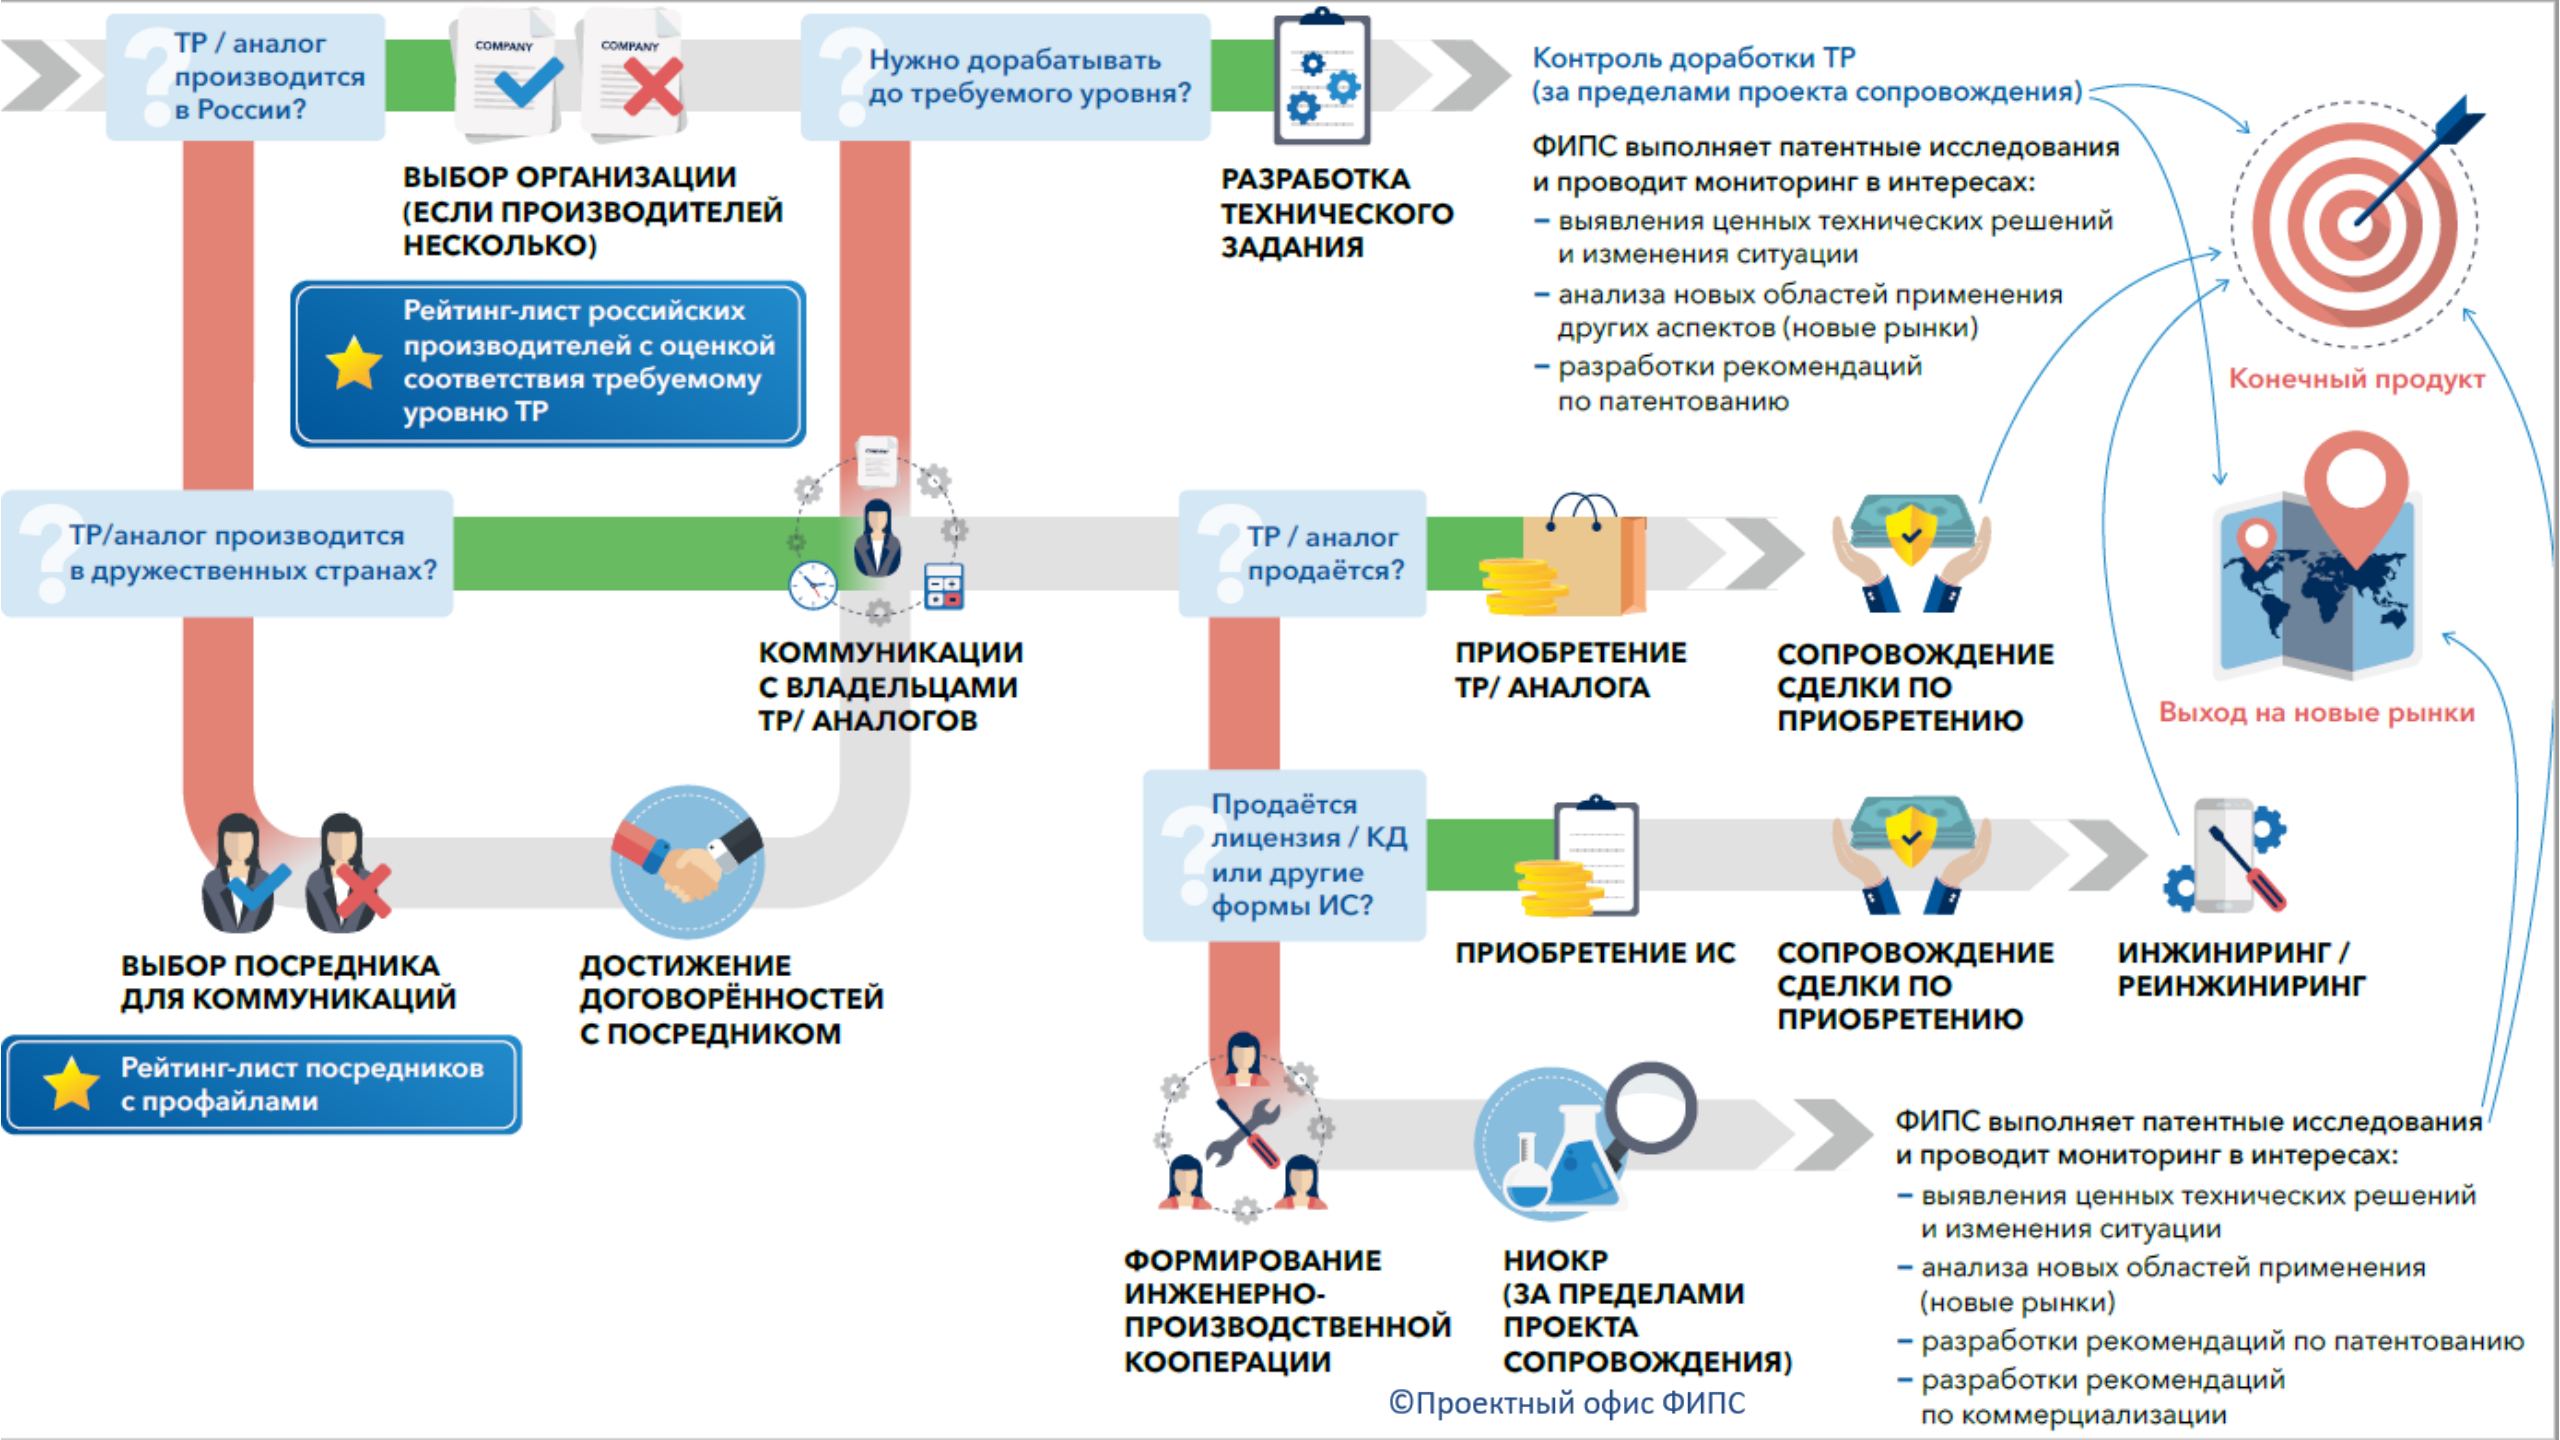 ТР / аналог
производится
в России?
COMPANY
COMPANY
ВЫБОР ОРГАНИЗАЦИИ
(ЕСЛИ ПРОИЗВОДИТЕЛЕЙ
НЕСКОЛЬКО)
Рейтинг-лист российских
производителей с оценкой
соответствия требуемому
уровню ТР
Нужно дорабатывать
до требуемого уровня?
РАЗРАБОТКА
ТЕХНИЧЕСКОГО
ЗАДАНИЯ
Контроль доработки ТР
(за пределами проекта сопровождения)
ФИПС выполняет патентные исследования
и проводит мониторинг в интересах:
– выявления ценных технических решений
и изменения ситуации
– анализа новых областей применения
других аспектов (новые рынки)
– разработки рекомендаций
по патентованию
Конечный продукт
ТР/аналог производится
в дружественных странах?
COMPANY
КОММУНИКАЦИИ
С ВЛАДЕЛЬЦАМИ
ТР/ АНАЛОГОВ
ТР / аналог
продаётся?
ПРИОБРЕТЕНИЕ
ТР/ АНАЛОГА
СОПРОВОЖДЕНИЕ
СДЕЛКИ ПО
ПРИОБРЕТЕНИЮ
Выход на новые рынки
ВЫБОР ПОСРЕДНИКА
ДЛЯ КОММУНИКАЦИЙ
Рейтинг-лист посредников
с профайлами
ДОСТИЖЕНИЕ
ДОГОВОРЁННОСТЕЙ
С ПОСРЕДНИКОМ
Продаётся
лицензия / КД
или другие
формы ИС?
ПРИОБРЕТЕНИЕ ИС
СОПРОВОЖДЕНИЕ
СДЕЛКИ ПО
ПРИОБРЕТЕНИЮ
ИНЖИНИРИНГ /
РЕИНЖИНИРИНГ
ФОРМИРОВАНИЕ
ИНЖЕНЕРНО-
ПРОИЗВОДСТВЕННОЙ
КООПЕРАЦИИ
НИОКР
(ЗА ПРЕДЕЛАМИ
ПРОЕКТА
СОПРОВОЖДЕНИЯ)
ФИПС выполняет патентные исследования
и проводит мониторинг в интересах:
– выявления ценных технических решений
и изменения ситуации
– анализа новых областей применения
(новые рынки)
– разработки рекомендаций по патентованию
– разработки рекомендаций
по коммерциализации
©Проектный офис ФИПС